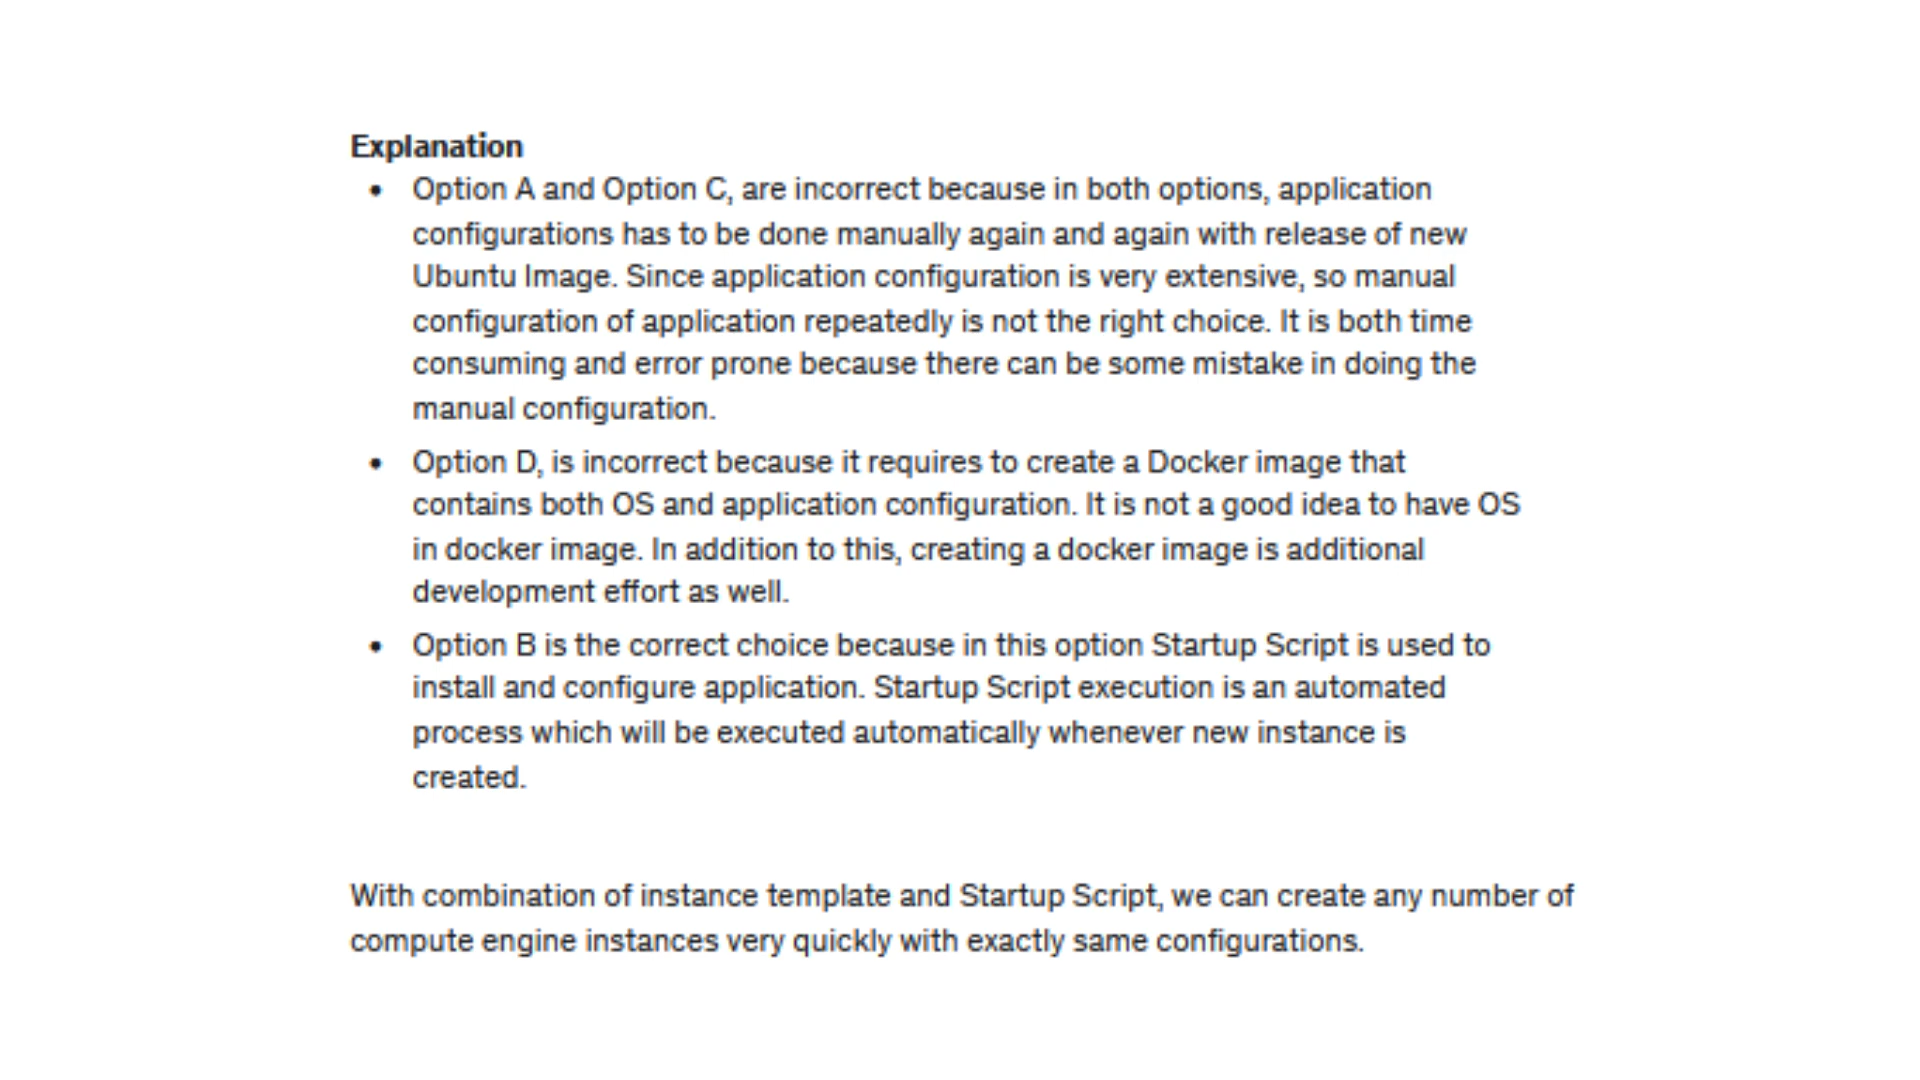 Explanation
• Option A and Option C, are incorrect because in both options, application
configurations has to be done manually again and again with release of new
Ubuntu Image. Since application configuration is very extensive, so manual
configuration of application repeatedly is not the right choice. It is both time
consuming and error prone because there can be some mistake in doing the
manual configuration.
• Option D, is incorrect because it requires to create a Docker image that
contains both OS and application configuration. It is not a good idea to have OS
in docker image. In addition to this, creating a docker image is additional
development effort as well.
• Option B is the correct choice because in this option Startup Script is used to
install and configure application. Startup Script execution is an automated
process which will be executed automatically whenever new instance is
created.
With combination of instance template and Startup Script, we can create any number of
compute engine instances very quickly with exactly same configurations.